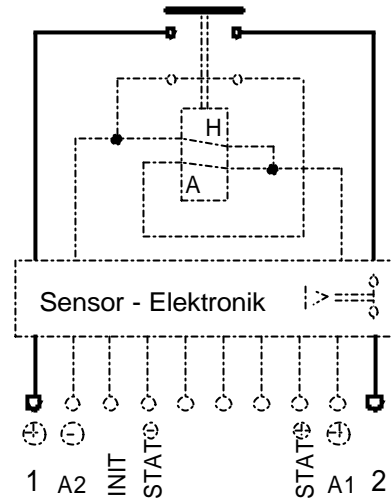 H
A
Sensor - Elektronik
1 A2 INIT STAT STAT A1 2